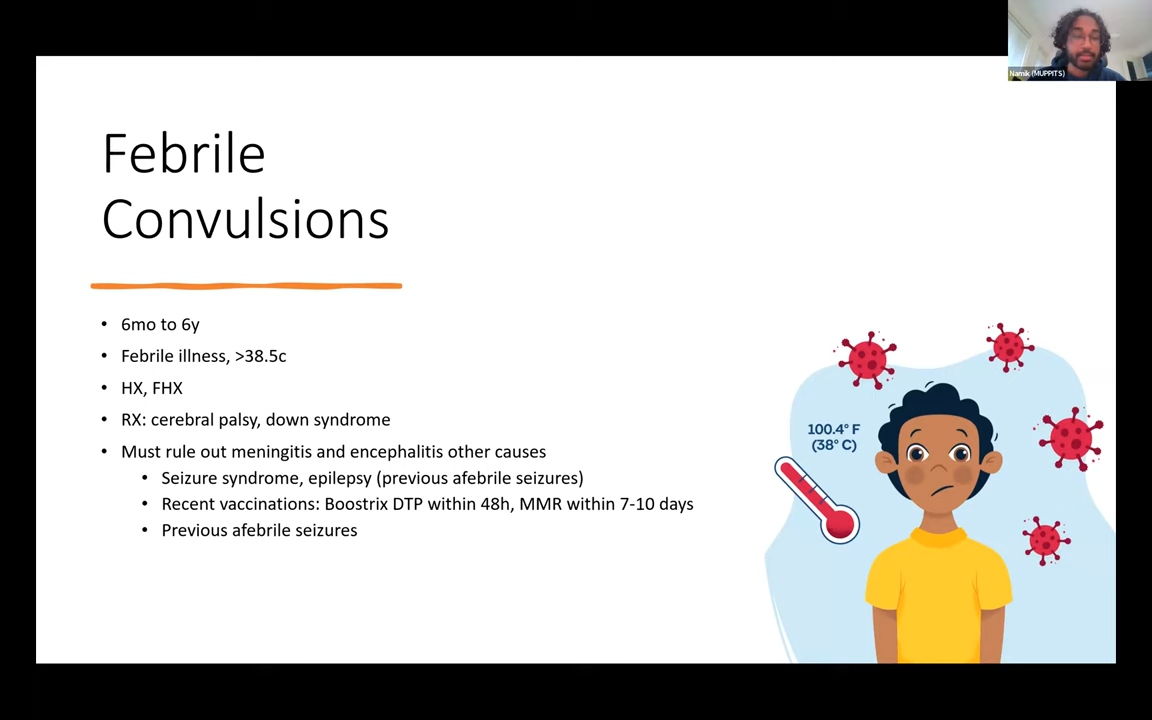 Namik (MUPPITS)
Febrile
Convulsions
• 6mo to 6y
• Febrile illness, >38.5c
• HX, FHX
• RX: cerebral palsy, down syndrome
• Must rule out meningitis and encephalitis other causes
• Seizure syndrome, epilepsy (previous afebrile seizures)
• Recent vaccinations: Boostrix DTP within 48h, MMR within 7-10 days
• Previous afebrile seizures
100.4° F
(38° C)